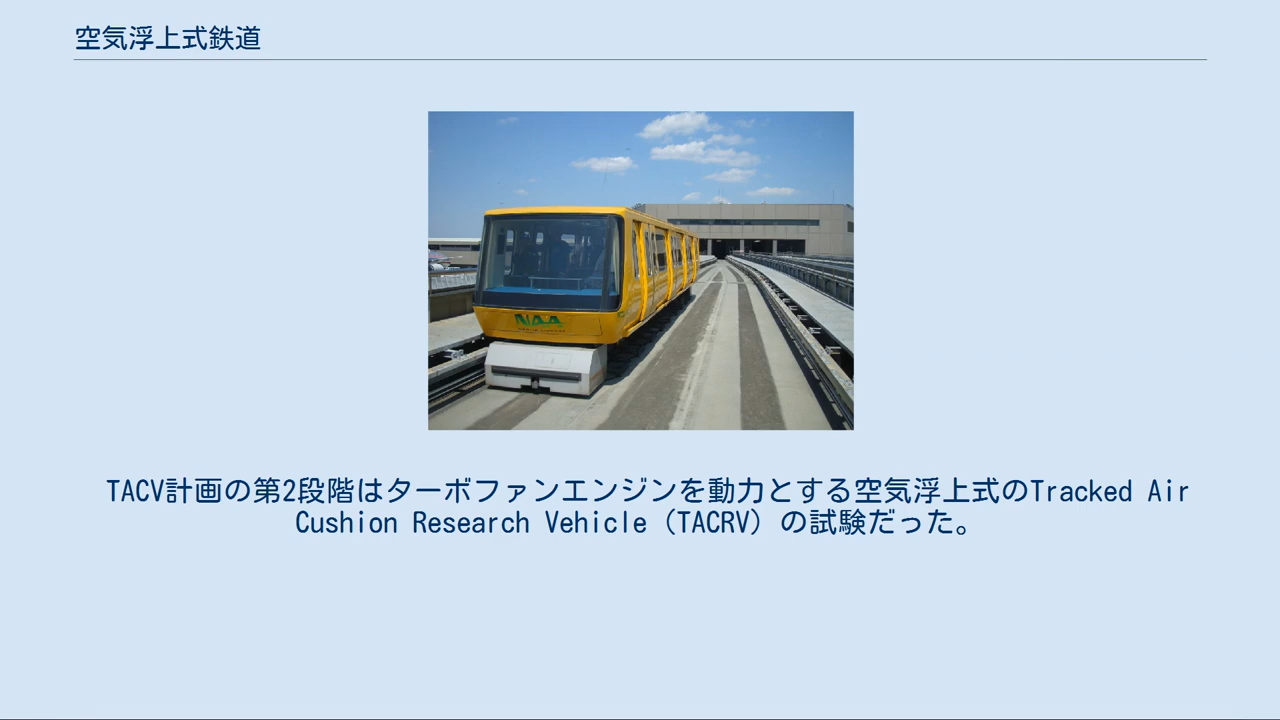 空気浮上式鉄道
NAA
TACV計画の第2段階はターボファンエンジンを動力とする空気浮上式のTracked Air
Cushion Research Vehicle（TACRV）の試験だった。